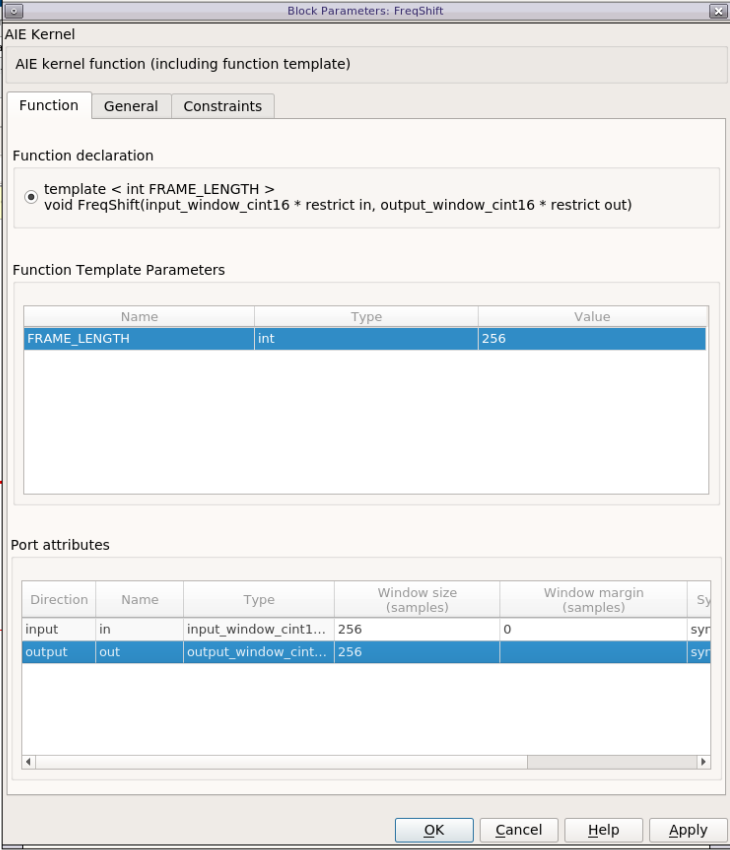 Block Parameters: FreqShift
AIE Kernel
AIE kernel function (including function template)
Function General Constraints
Function declaration
template < int FRAME_LENGTH >
void FreqShift(input_window_cint16 * restrict in, output_window_cint16 * restrict out)
Function Template Parameters
Name Type Value
FRAME_LENGTH int 256
Port attributes
Direction Name Type Window size (samples) Window margin (samples) Sy
input in input_window_cint1... 256 0 syr
output out output_window_cint... 256 syr
OK Cancel Help Apply